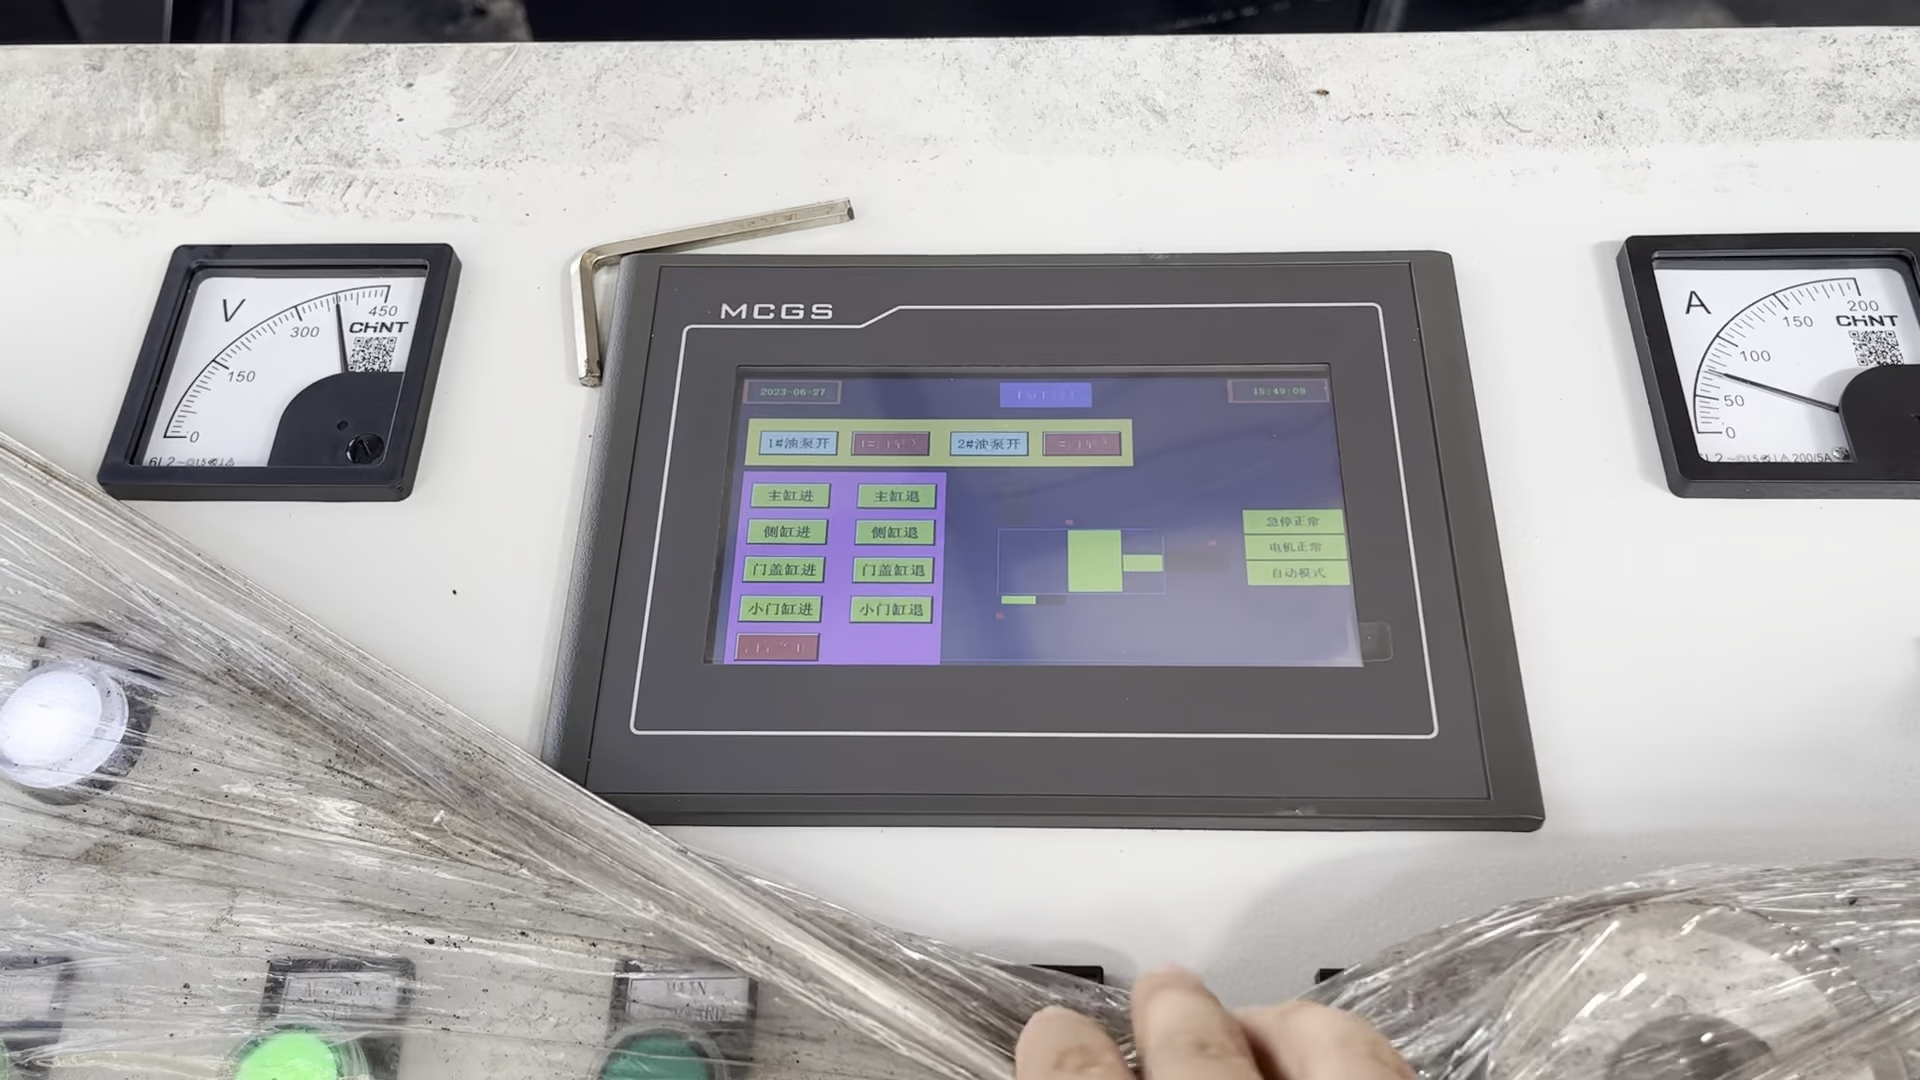 V
450
300
150
0
CHNT
MCGS
2023-06-27
15:49:09
1#油泵开
2#油泵开
主缸进
主缸退
侧缸进
侧缸退
门盖缸进
门盖缸退
小门缸进
小门缸退
急停正常
电机正常
自动模式
A
200
150
100
50
0
CHNT
200/5A
MAIN